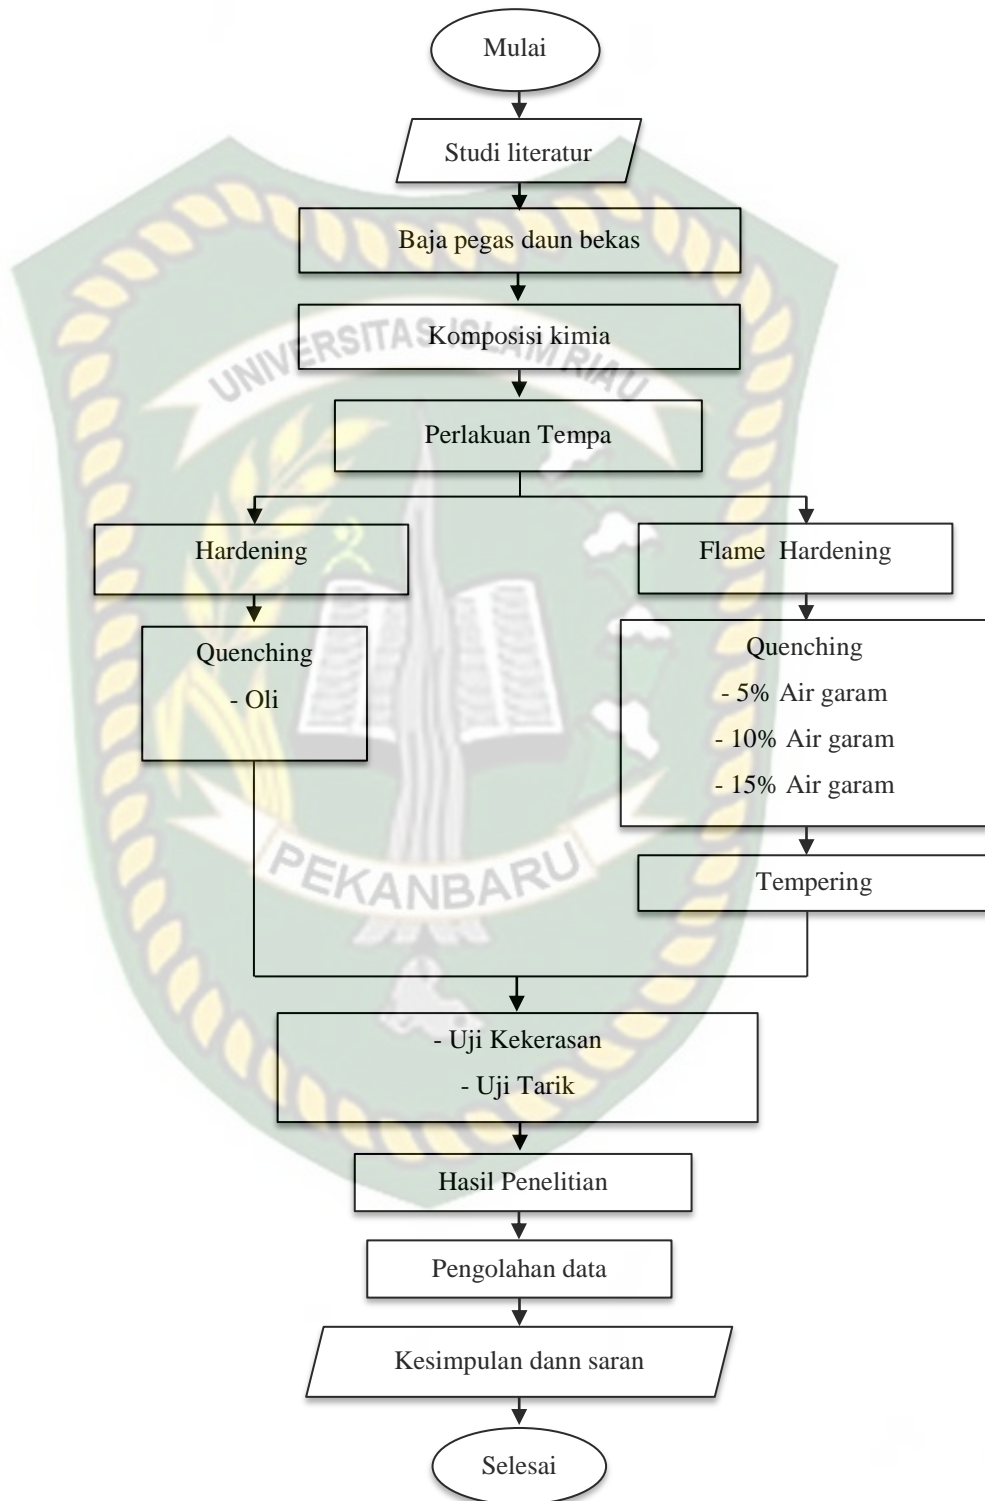 Mulai
Studi literatur
Baja pegas daun bekas
Komposisi kimia
UNIVERSITAS ISLAM RIAU
Perlakuan Tempa
Hardening
Flame Hardening
Quenching
- Oli
Quenching
- 5% Air garam
- 10% Air garam
- 15% Air garam
Tempering
PEKANBARU
- Uji Kekerasan
- Uji Tarik
Hasil Penelitian
Pengolahan data
Kesimpulan dann saran
Selesai